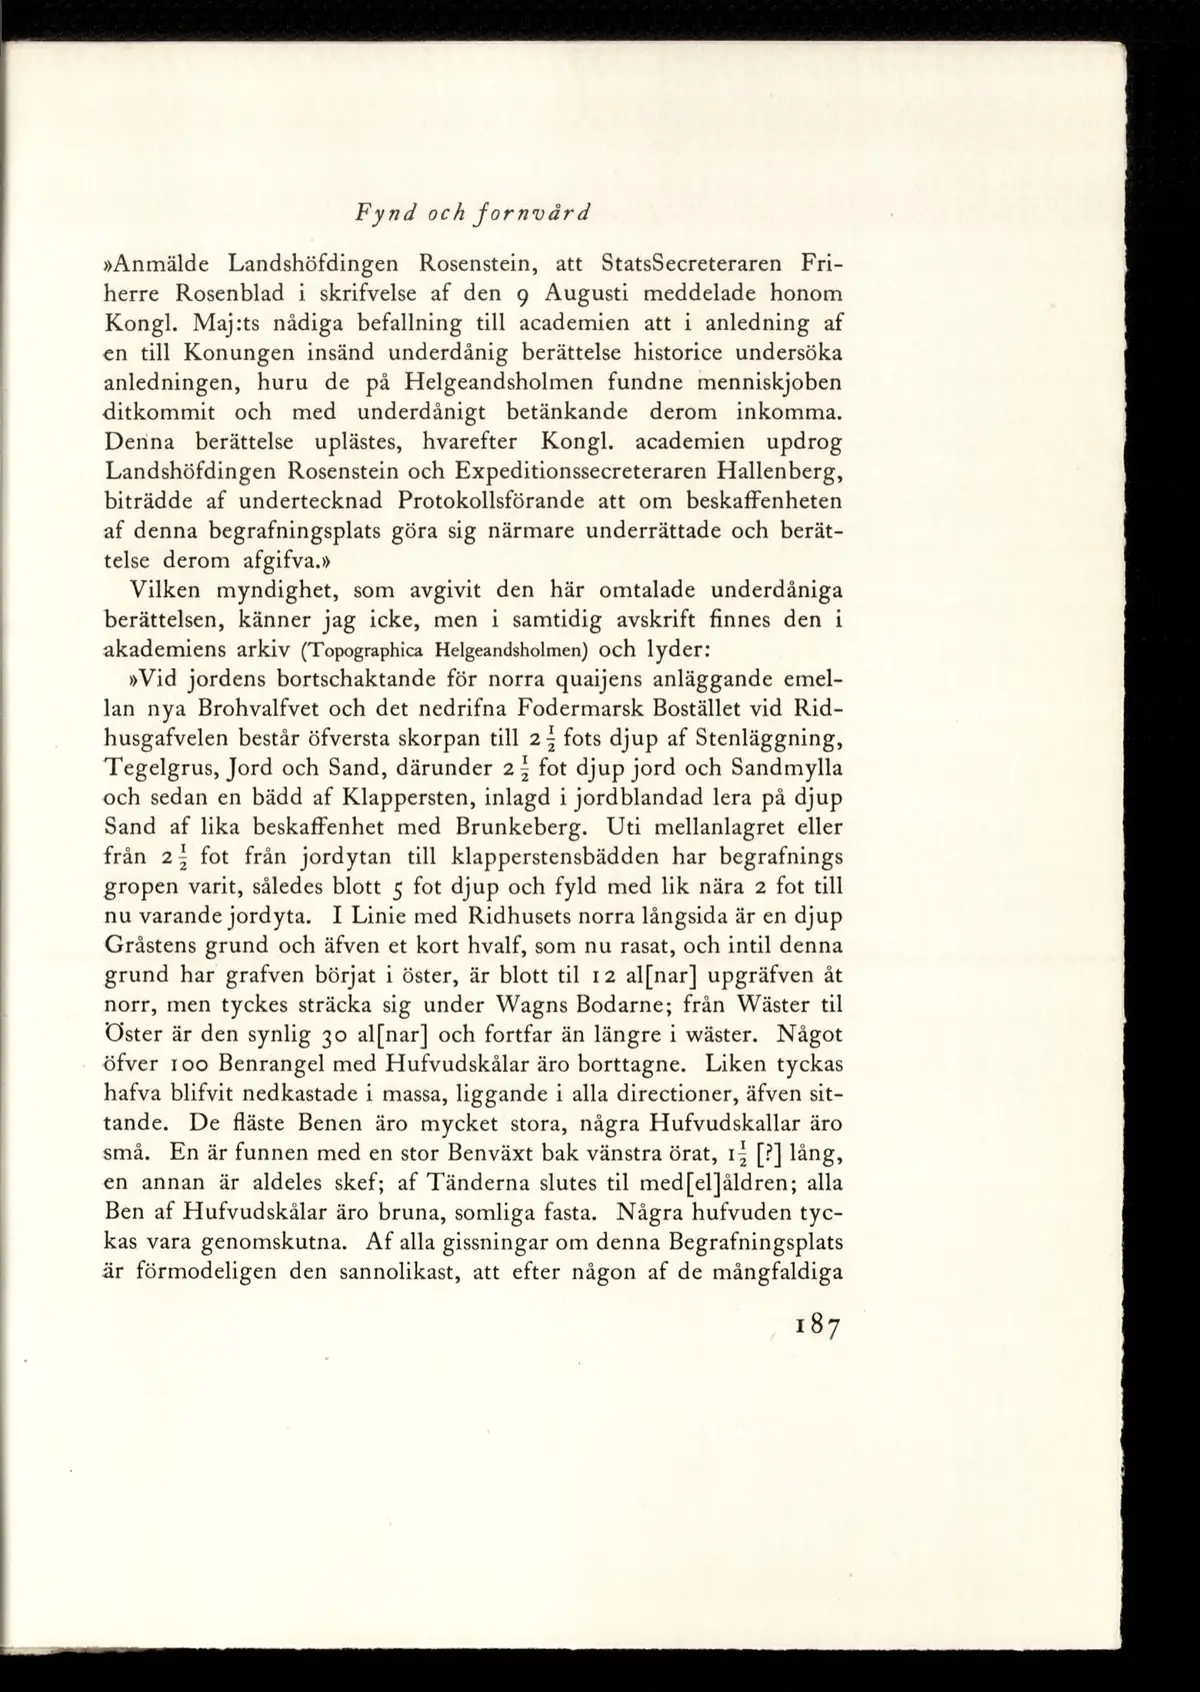 Fynd och fornvård
»Anmälde Landshöfdingen Rosenstein, att StatsSecreteraren Fri-
herre Rosenblad i skrifvelse af den 9 Augusti meddelade honom
Kongl. Maj:ts nådiga befallning till academien att i anledning af
en till Konungen insänd underdånig berättelse historice undersöka
anledningen, huru de på Helgeandsholmen fundne menniskjoben
ditkommit och med underdånigt betänkande derom inkomma.
Denna berättelse uplästes, hvarefter Kongl. academien updrog
Landshöfdingen Rosenstein och Expeditionssecreteraren Hallenberg,
biträdde af undertecknad Protokollsförande att om beskaffenheten
af denna begrafningsplats göra sig närmare underrättade och berät-
telse derom afgifva.»
Vilken myndighet, som avgivit den här omtalade underdåniga
berättelsen, känner jag icke, men i samtidig avskrift finnes den i
akademiens arkiv (Topographica Helgeandsholmen) och lyder:
»Vid jordens bortschaktande för norra quaijens anläggande emel-
lan nya Brohvalfvet och det nedrifna Fodermarsk Bostället vid Rid-
husgafvelen består öfversta skorpan till 2½ fots djup af Stenläggning,
Tegelgrus, Jord och Sand, därunder 2½ fot djup jord och Sandmylla
och sedan en bädd af Klappersten, inlagd i jordblandad lera på djup
Sand af lika beskaffenhet med Brunkeberg. Uti mellanlagret eller
från 2½ fot från jordytan till klapperstensbädden har begrafnings
gropen varit, således blott 5 fot djup och fyld med lik nära 2 fot till
nu varande jordyta. I Linie med Ridhusets norra långsida är en djup
Gråstens grund och äfven et kort hvalf, som nu rasat, och intil denna
grund har grafven börjat i öster, är blott til 12 al[nar] upgräfven åt
norr, men tyckes sträcka sig under Wagns Bodarne; från Wäster til
Öster är den synlig 30 al[nar] och fortfar än längre i wäster. Något
öfver 100 Benrangel med Hufvudskålar äro borttagne. Liken tyckas
hafva blifvit nedkastade i massa, liggande i alla directioner, äfven sit-
tande. De fläste Benen äro mycket stora, några Hufvudskallar äro
små. En är funnen med en stor Benväxt bak vänstra örat, 1½ [?] lång,
en annan är aldeles skef; af Tänderna slutes til med[el]åldren; alla
Ben af Hufvudskålar äro bruna, somliga fasta. Några hufvuden tyc-
kas vara genomskutna. Af alla gissningar om denna Begrafningsplats
är förmodeligen den sannolikast, att efter någon af de mångfaldiga
187